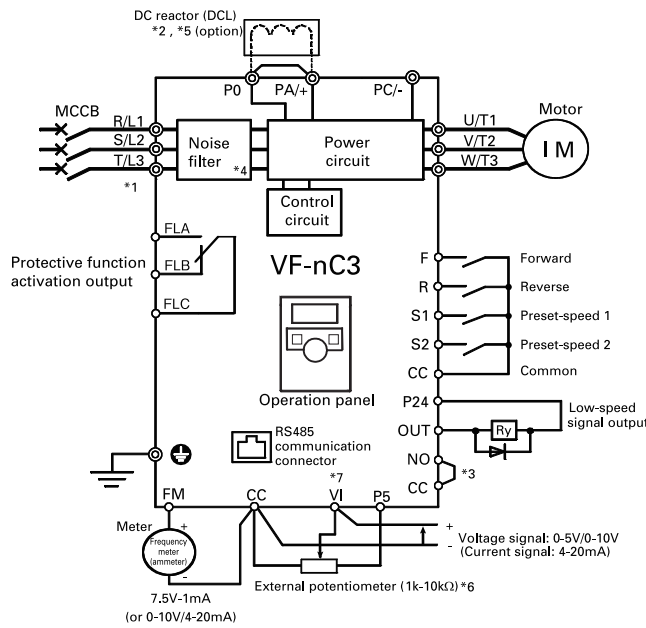 DC reactor (DCL)
*2 , *5 (option)
P0 PA/+ PC/-
MCCB
R/L1
S/L2
T/L3
*1
Noise
filter
*4
Power
circuit
Control
circuit
U/T1
V/T2
W/T3
Motor
IM
FLA
FLB
FLC
Protective function
activation output
VF-nC3
Operation panel
RS485
communication
connector
F Forward
R Reverse
S1 Preset-speed 1
S2 Preset-speed 2
CC Common
P24
OUT
Ry
Low-speed
signal output
NO
*3
CC
*7
FM CC VI P5
Meter
+
Frequency
meter
(ammeter)
-
7.5V-1mA
(or 0-10V/4-20mA)
+
-
Voltage signal: 0-5V/0-10V
(Current signal: 4-20mA)
External potentiometer (1k-10kΩ) *6